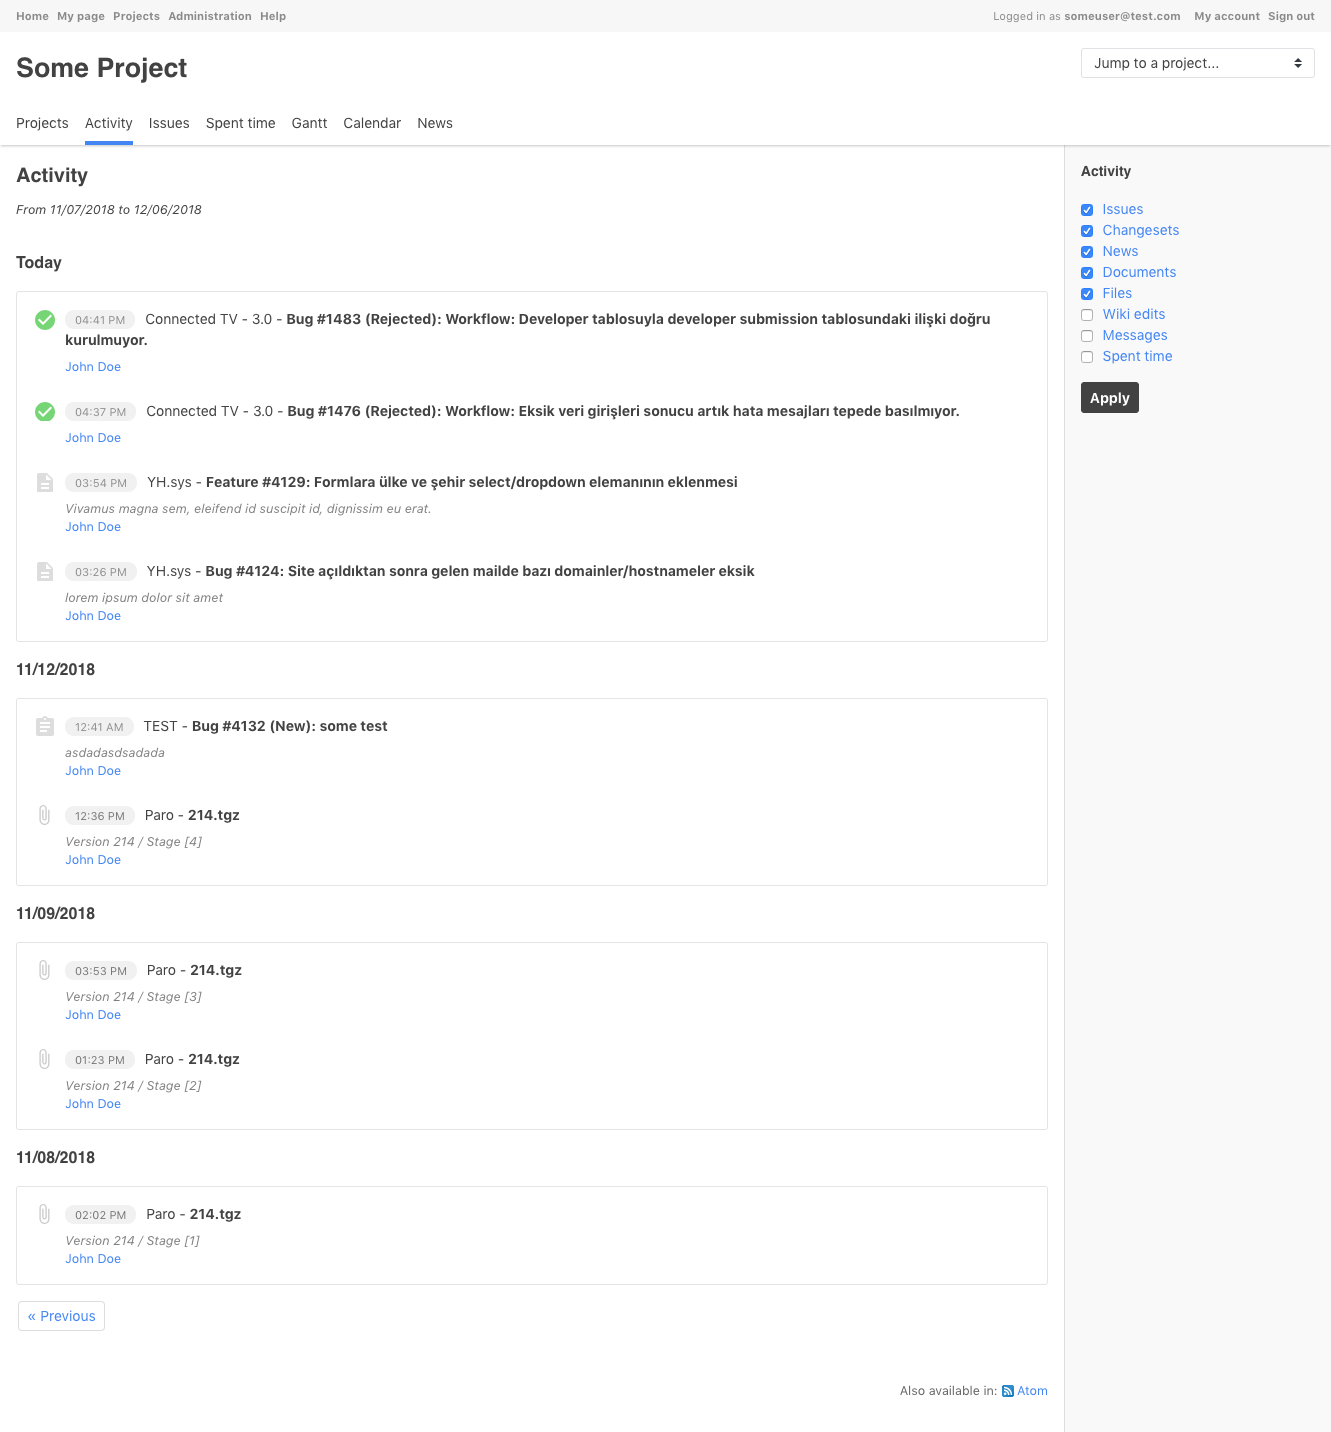 Home My page Projects Administration Help
Logged in as someuser@test.com My account Sign out
Some Project
Jump to a project...
Projects Activity Issues Spent time Gantt Calendar News
Activity
From 11/07/2018 to 12/06/2018
Today
04:41 PM Connected TV - 3.0 - Bug #1483 (Rejected): Workflow: Developer tablosuyla developer submission tablosundaki ilişki doğru
kurulmuyor.
John Doe
04:37 PM Connected TV - 3.0 - Bug #1476 (Rejected): Workflow: Eksik veri girişleri sonucu artık hata mesajları tepede basılmıyor.
John Doe
03:54 PM YH.sys - Feature #4129: Formlara ülke ve şehir select/dropdown elemanının eklenmesi
Vivamus magna sem, eleifend id suscipit id, dignissim eu erat.
John Doe
03:26 PM YH.sys - Bug #4124: Site açıldıktan sonra gelen mailde bazı domainler/hostnameler eksik
lorem ipsum dolor sit amet
John Doe
11/12/2018
12:41 AM TEST - Bug #4132 (New): some test
asdadasdsadada
John Doe
12:36 PM Paro - 214.tgz
Version 214 / Stage [4]
John Doe
11/09/2018
03:53 PM Paro - 214.tgz
Version 214 / Stage [3]
John Doe
01:23 PM Paro - 214.tgz
Version 214 / Stage [2]
John Doe
11/08/2018
02:02 PM Paro - 214.tgz
Version 214 / Stage [1]
John Doe
« Previous
Also available in: Atom
Activity
Issues
Changesets
News
Documents
Files
Wiki edits
Messages
Spent time
Apply